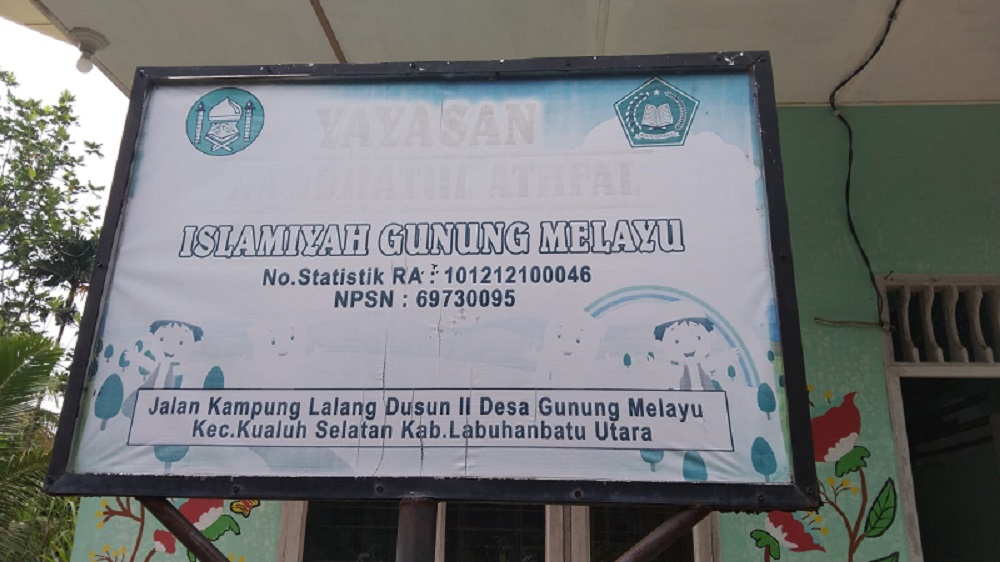 YAYASAN
RAUDHATUL ATHFAL
ISLAMIYAH GUNUNG MELAYU
No.Statistik RA : 101212100046
NPSN : 69730095
Jalan Kampung Lalang Dusun II Desa Gunung Melayu
Kec.Kualuh Selatan Kab.Labuhanbatu Utara